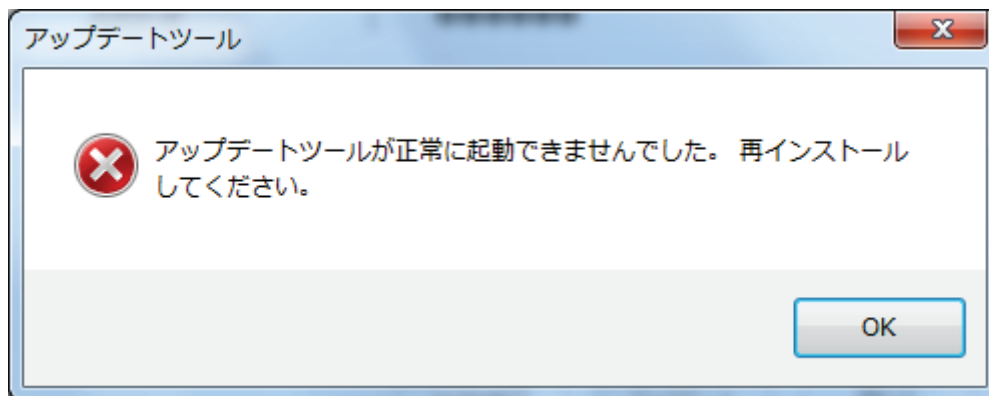 アップデートツール
アップデートツールが正常に起動できませんでした。 再インストール
してください。
OK